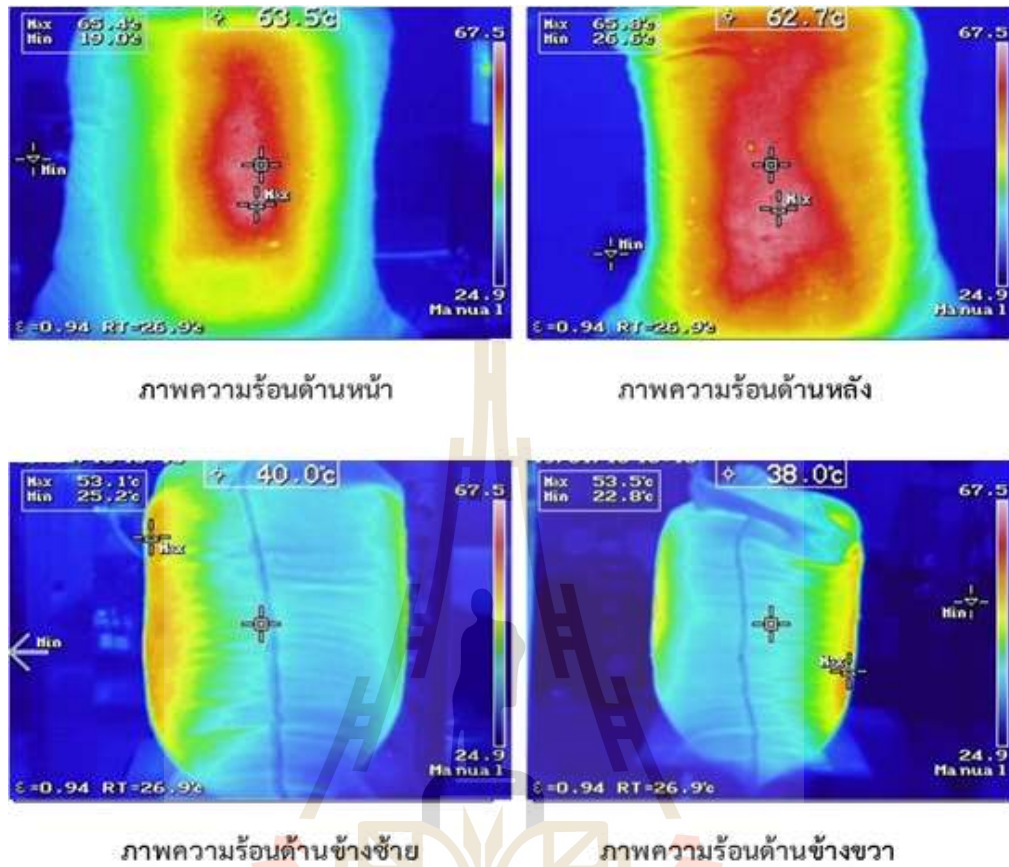 Max 65.4℃
Min 19.0℃
63.5℃
67.5
Min
Max
24.9
Manual
ε=0.94 RT=26.9℃
Max 65.8℃
Min 26.6℃
62.7℃
67.5
Max
Min
24.9
Manual
ε=0.94 RT=26.9℃
ภาพความร้อนด้านหน้า
ภาพความร้อนด้านหลัง
Max 53.1℃
Min 25.2℃
40.0℃
67.5
Max
Min
24.9
Manual
ε=0.94 RT=26.9℃
Max 53.5℃
Min 22.8℃
38.0℃
67.5
Min
Max
24.9
Manual
ε=0.94 RT=26.9℃
ภาพความร้อนด้านข้างซ้าย
ภาพความร้อนด้านข้างขวา